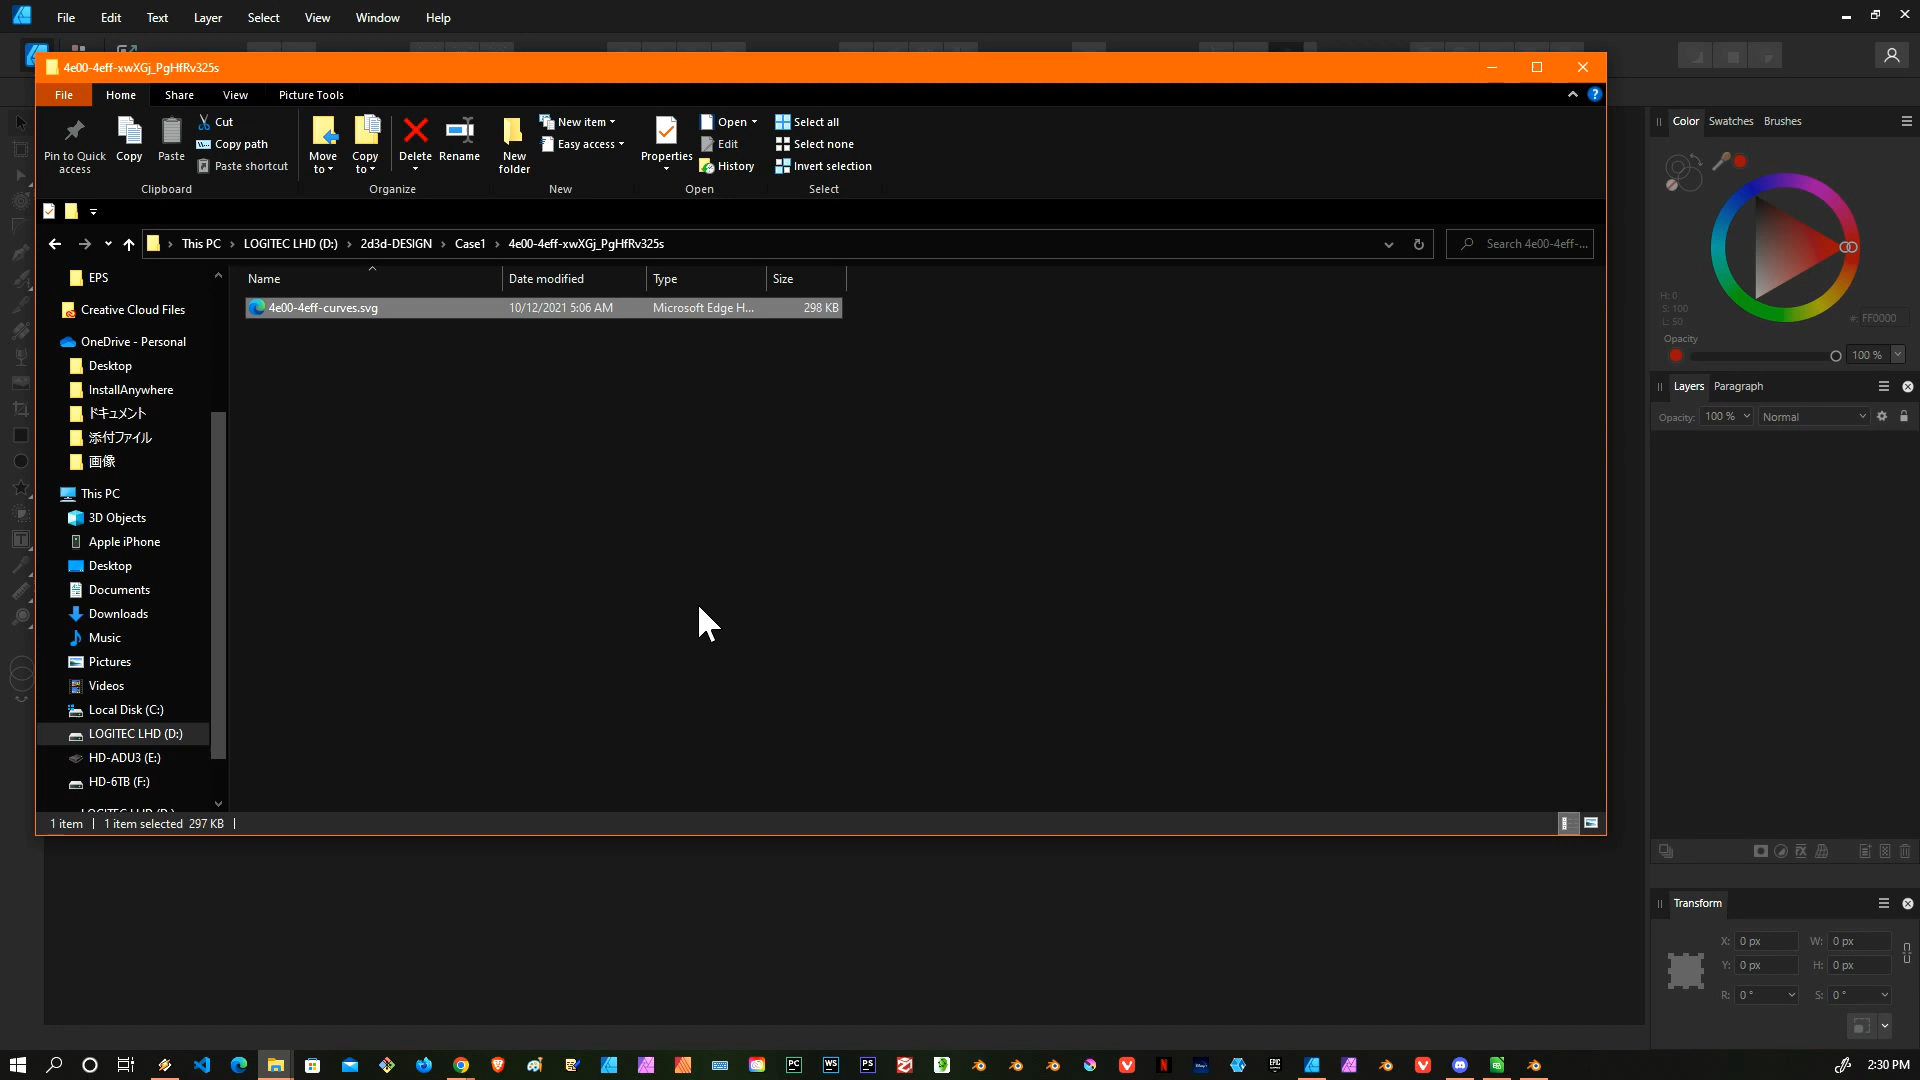 File Edit Text Layer Select View Window Help
4e00-4eff-xwXGj_PgHfRv325s
File Home Share View Picture Tools
Pin to Quick access
Copy
Paste
Cut
Copy path
Paste shortcut
Clipboard
Move to
Copy to
Delete
Rename
Organize
New folder
New item
Easy access
New
Properties
Open
Edit
History
Open
Select all
Select none
Invert selection
Select
This PC > LOGITEC LHD (D:) > 2d3d-DESIGN > Case1 > 4e00-4eff-xwXGj_PgHfRv325s
Search 4e00-4eff-...
Name Date modified Type Size
4e00-4eff-curves.svg 10/12/2021 5:06 AM Microsoft Edge H... 298 KB
EPS
Creative Cloud Files
OneDrive - Personal
Desktop
InstallAnywhere
ドキュメント
添付ファイル
画像
This PC
3D Objects
Apple iPhone
Desktop
Documents
Downloads
Music
Pictures
Videos
Local Disk (C:)
LOGITEC LHD (D:)
HD-ADU3 (E:)
HD-6TB (F:)
1 item 1 item selected 297 KB
Color Swatches Brushes
H: 0
S: 100
L: 50
#: FF0000
Opacity
100 %
Layers Paragraph
Opacity: 100 % Normal
Transform
X: 0 px W: 0 px
Y: 0 px H: 0 px
R: 0 ° S: 0 °
2:30 PM